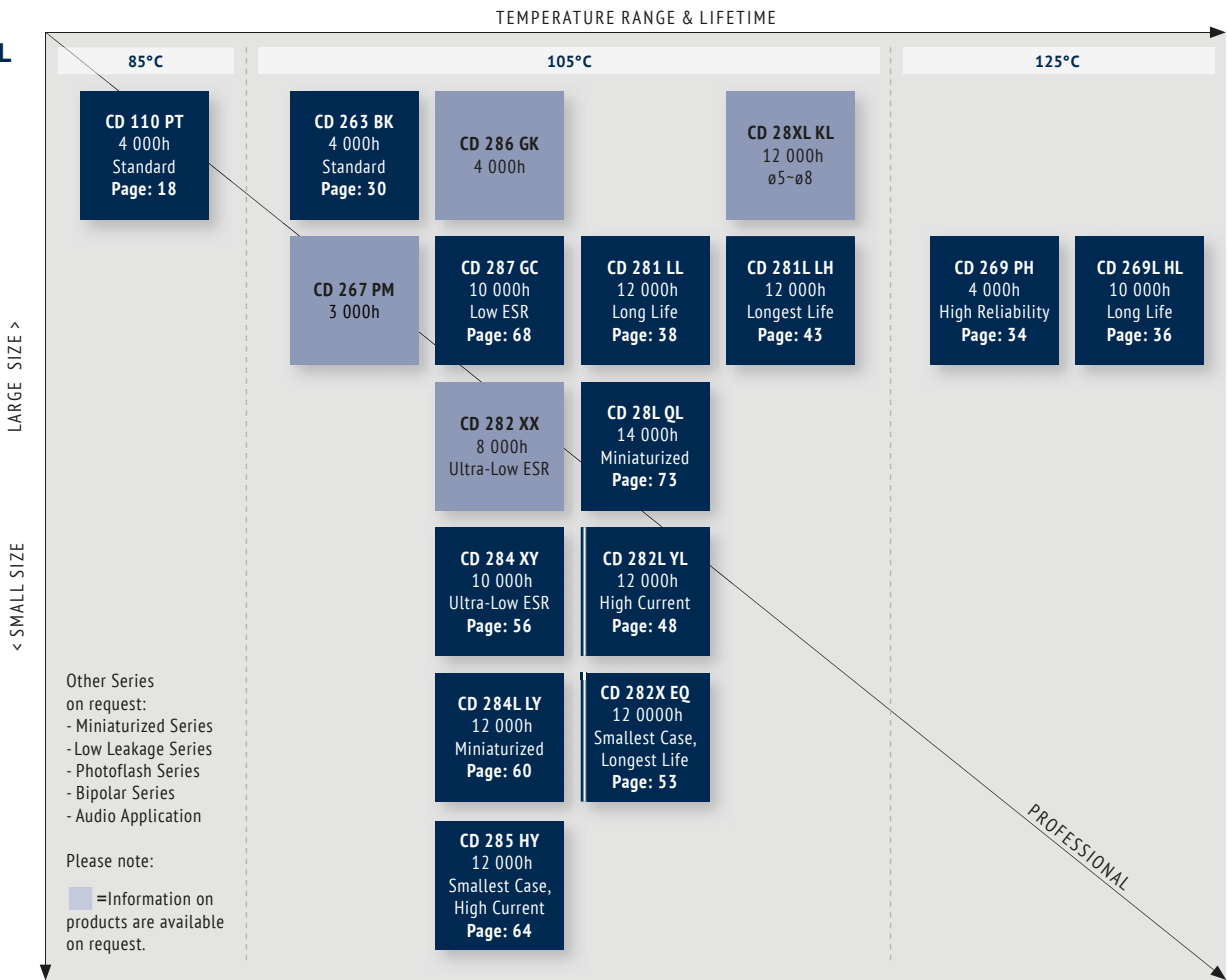 TEMPERATURE RANGE & LIFETIME
L
85°C
105°C
125°C
CD 110 PT
4 000h
Standard
Page: 18
CD 263 BK
4 000h
Standard
Page: 30
CD 286 GK
4 000h
CD 28XL KL
12 000h
ø5~ø8
CD 267 PM
3 000h
CD 287 GC
10 000h
Low ESR
Page: 68
CD 281 LL
12 000h
Long Life
Page: 38
CD 281L LH
12 000h
Longest Life
Page: 43
CD 269 PH
4 000h
High Reliability
Page: 34
CD 269L HL
10 000h
Long Life
Page: 36
LARGE SIZE >
CD 282 XX
8 000h
Ultra-Low ESR
CD 28L QL
14 000h
Miniaturized
Page: 73
< SMALL SIZE
CD 284 XY
10 000h
Ultra-Low ESR
Page: 56
CD 282L YL
12 000h
High Current
Page: 48
CD 284L LY
12 000h
Miniaturized
Page: 60
CD 282X EQ
12 0000h
Smallest Case,
Longest Life
Page: 53
CD 285 HY
12 000h
Smallest Case,
High Current
Page: 64
Other Series
on request:
- Miniaturized Series
- Low Leakage Series
- Photoflash Series
- Bipolar Series
- Audio Application
Please note:
=Information on
products are available
on request.
PROFESSIONAL